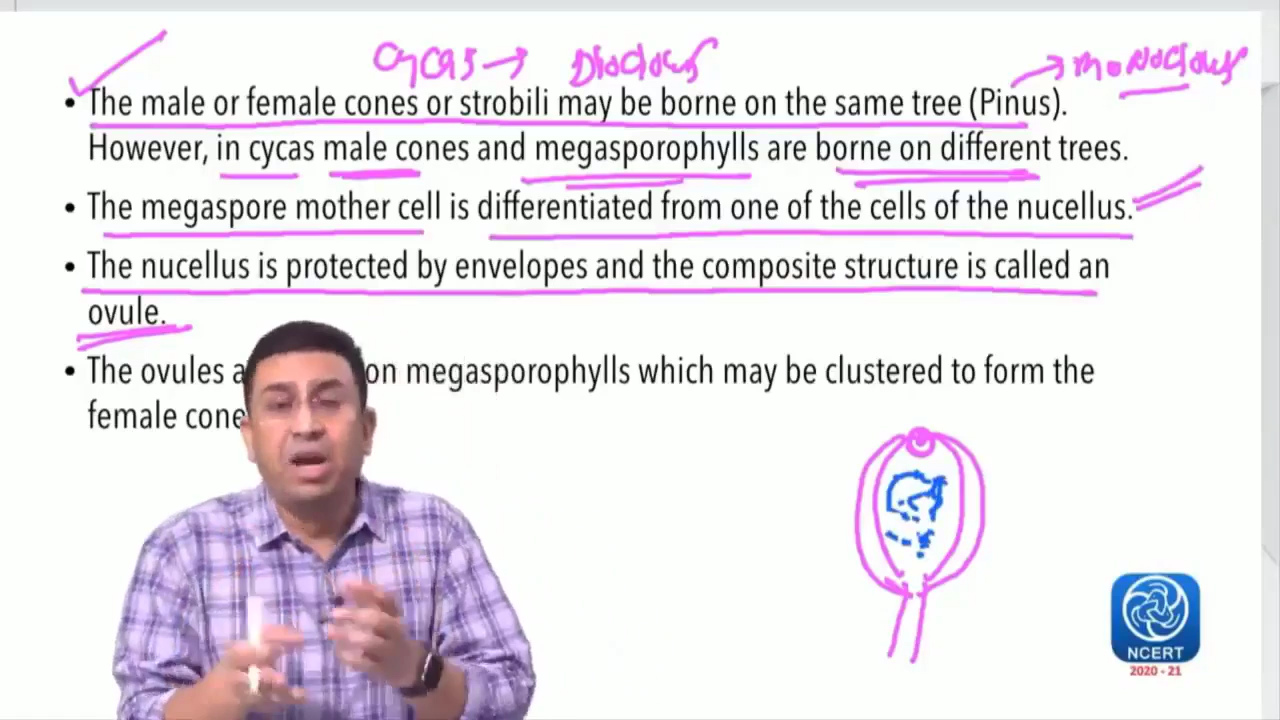 Cycas → Dioecious → monoecious
• The male or female cones or strobili may be borne on the same tree (Pinus).
However, in cycas male cones and megasporophylls are borne on different trees.
• The megaspore mother cell is differentiated from one of the cells of the nucellus.
• The nucellus is protected by envelopes and the composite structure is called an
ovule.
• The ovules on megasporophylls which may be clustered to form the
female cone
NCERT
2020 - 21